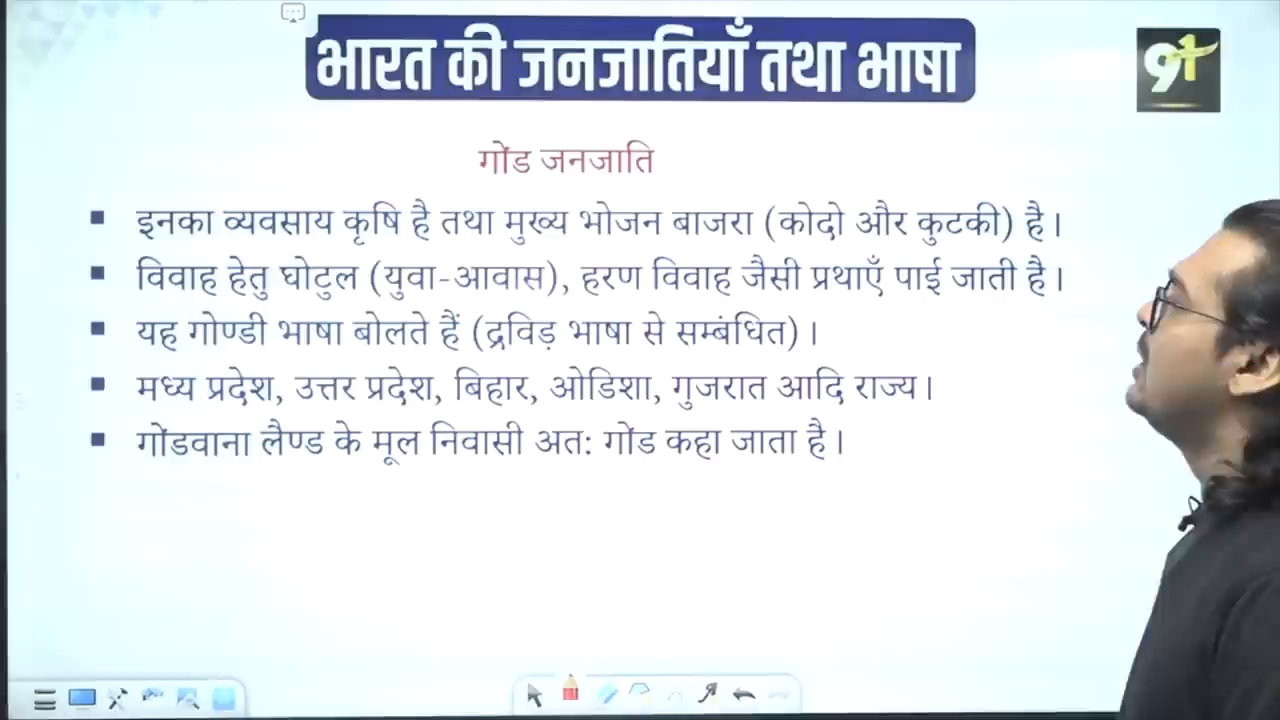 भारत की जनजातियाँ तथा भाषा
91
गोंड जनजाति
इनका व्यवसाय कृषि है तथा मुख्य भोजन बाजरा (कोदो और कुटकी) है।
विवाह हेतु घोटुल (युवा-आवास), हरण विवाह जैसी प्रथाएँ पाई जाती है।
यह गोण्डी भाषा बोलते हैं (द्रविड़ भाषा से सम्बंधित)।
मध्य प्रदेश, उत्तर प्रदेश, बिहार, ओडिशा, गुजरात आदि राज्य।
गोंडवाना लैण्ड के मूल निवासी अत: गोंड कहा जाता है।